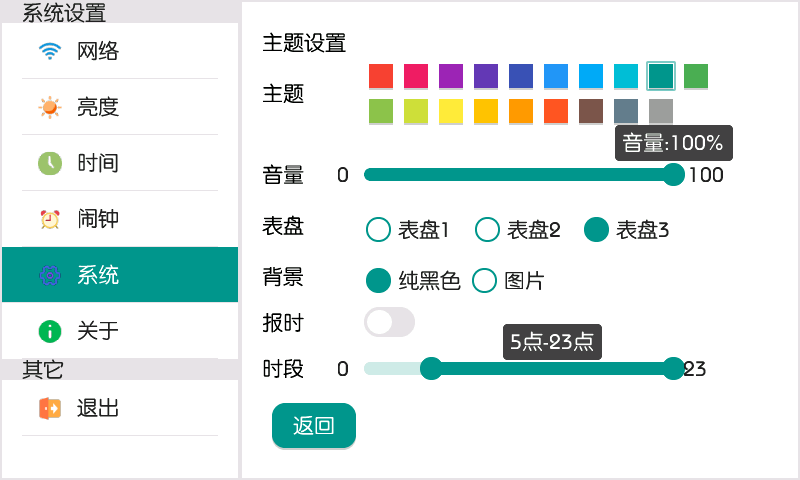 系统设置
网络
亮度
时间
闹钟
系统
关于
其它
退出
主题设置
主题
音量:100%
音量 0 100
表盘 表盘1 表盘2 表盘3
背景 纯黑色 图片
报时
5点-23点
时段 0 23
返回